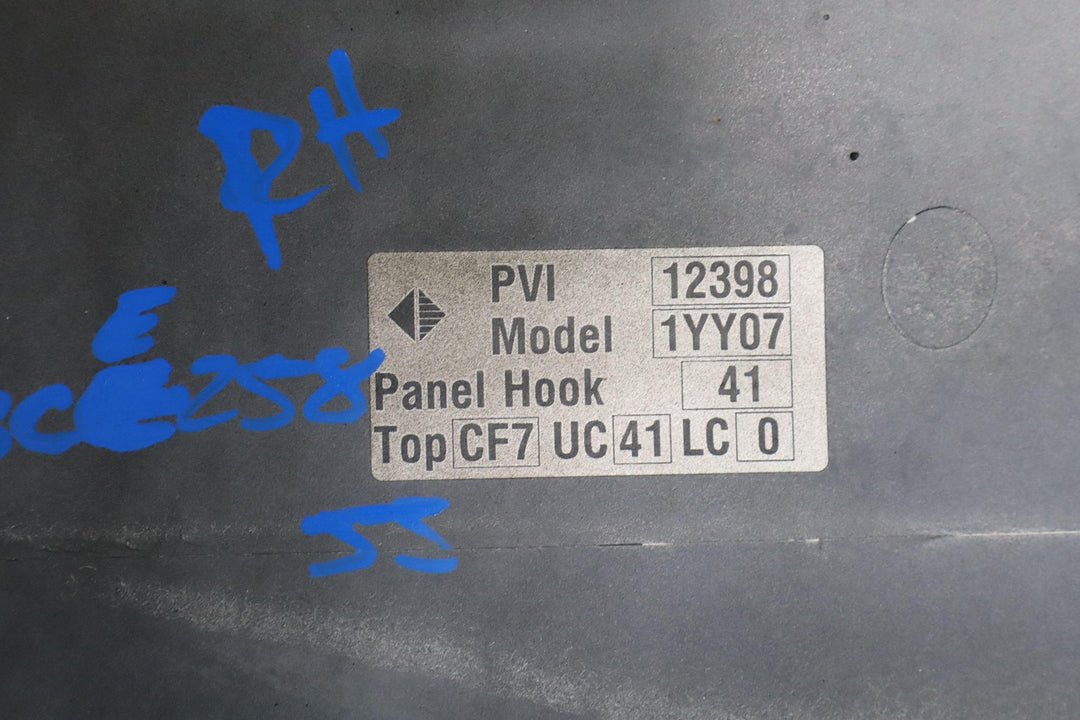 RH
PVI 12398
Model 1YY07
E
Panel Hook 41
Top CF7 UC 41 LC 0